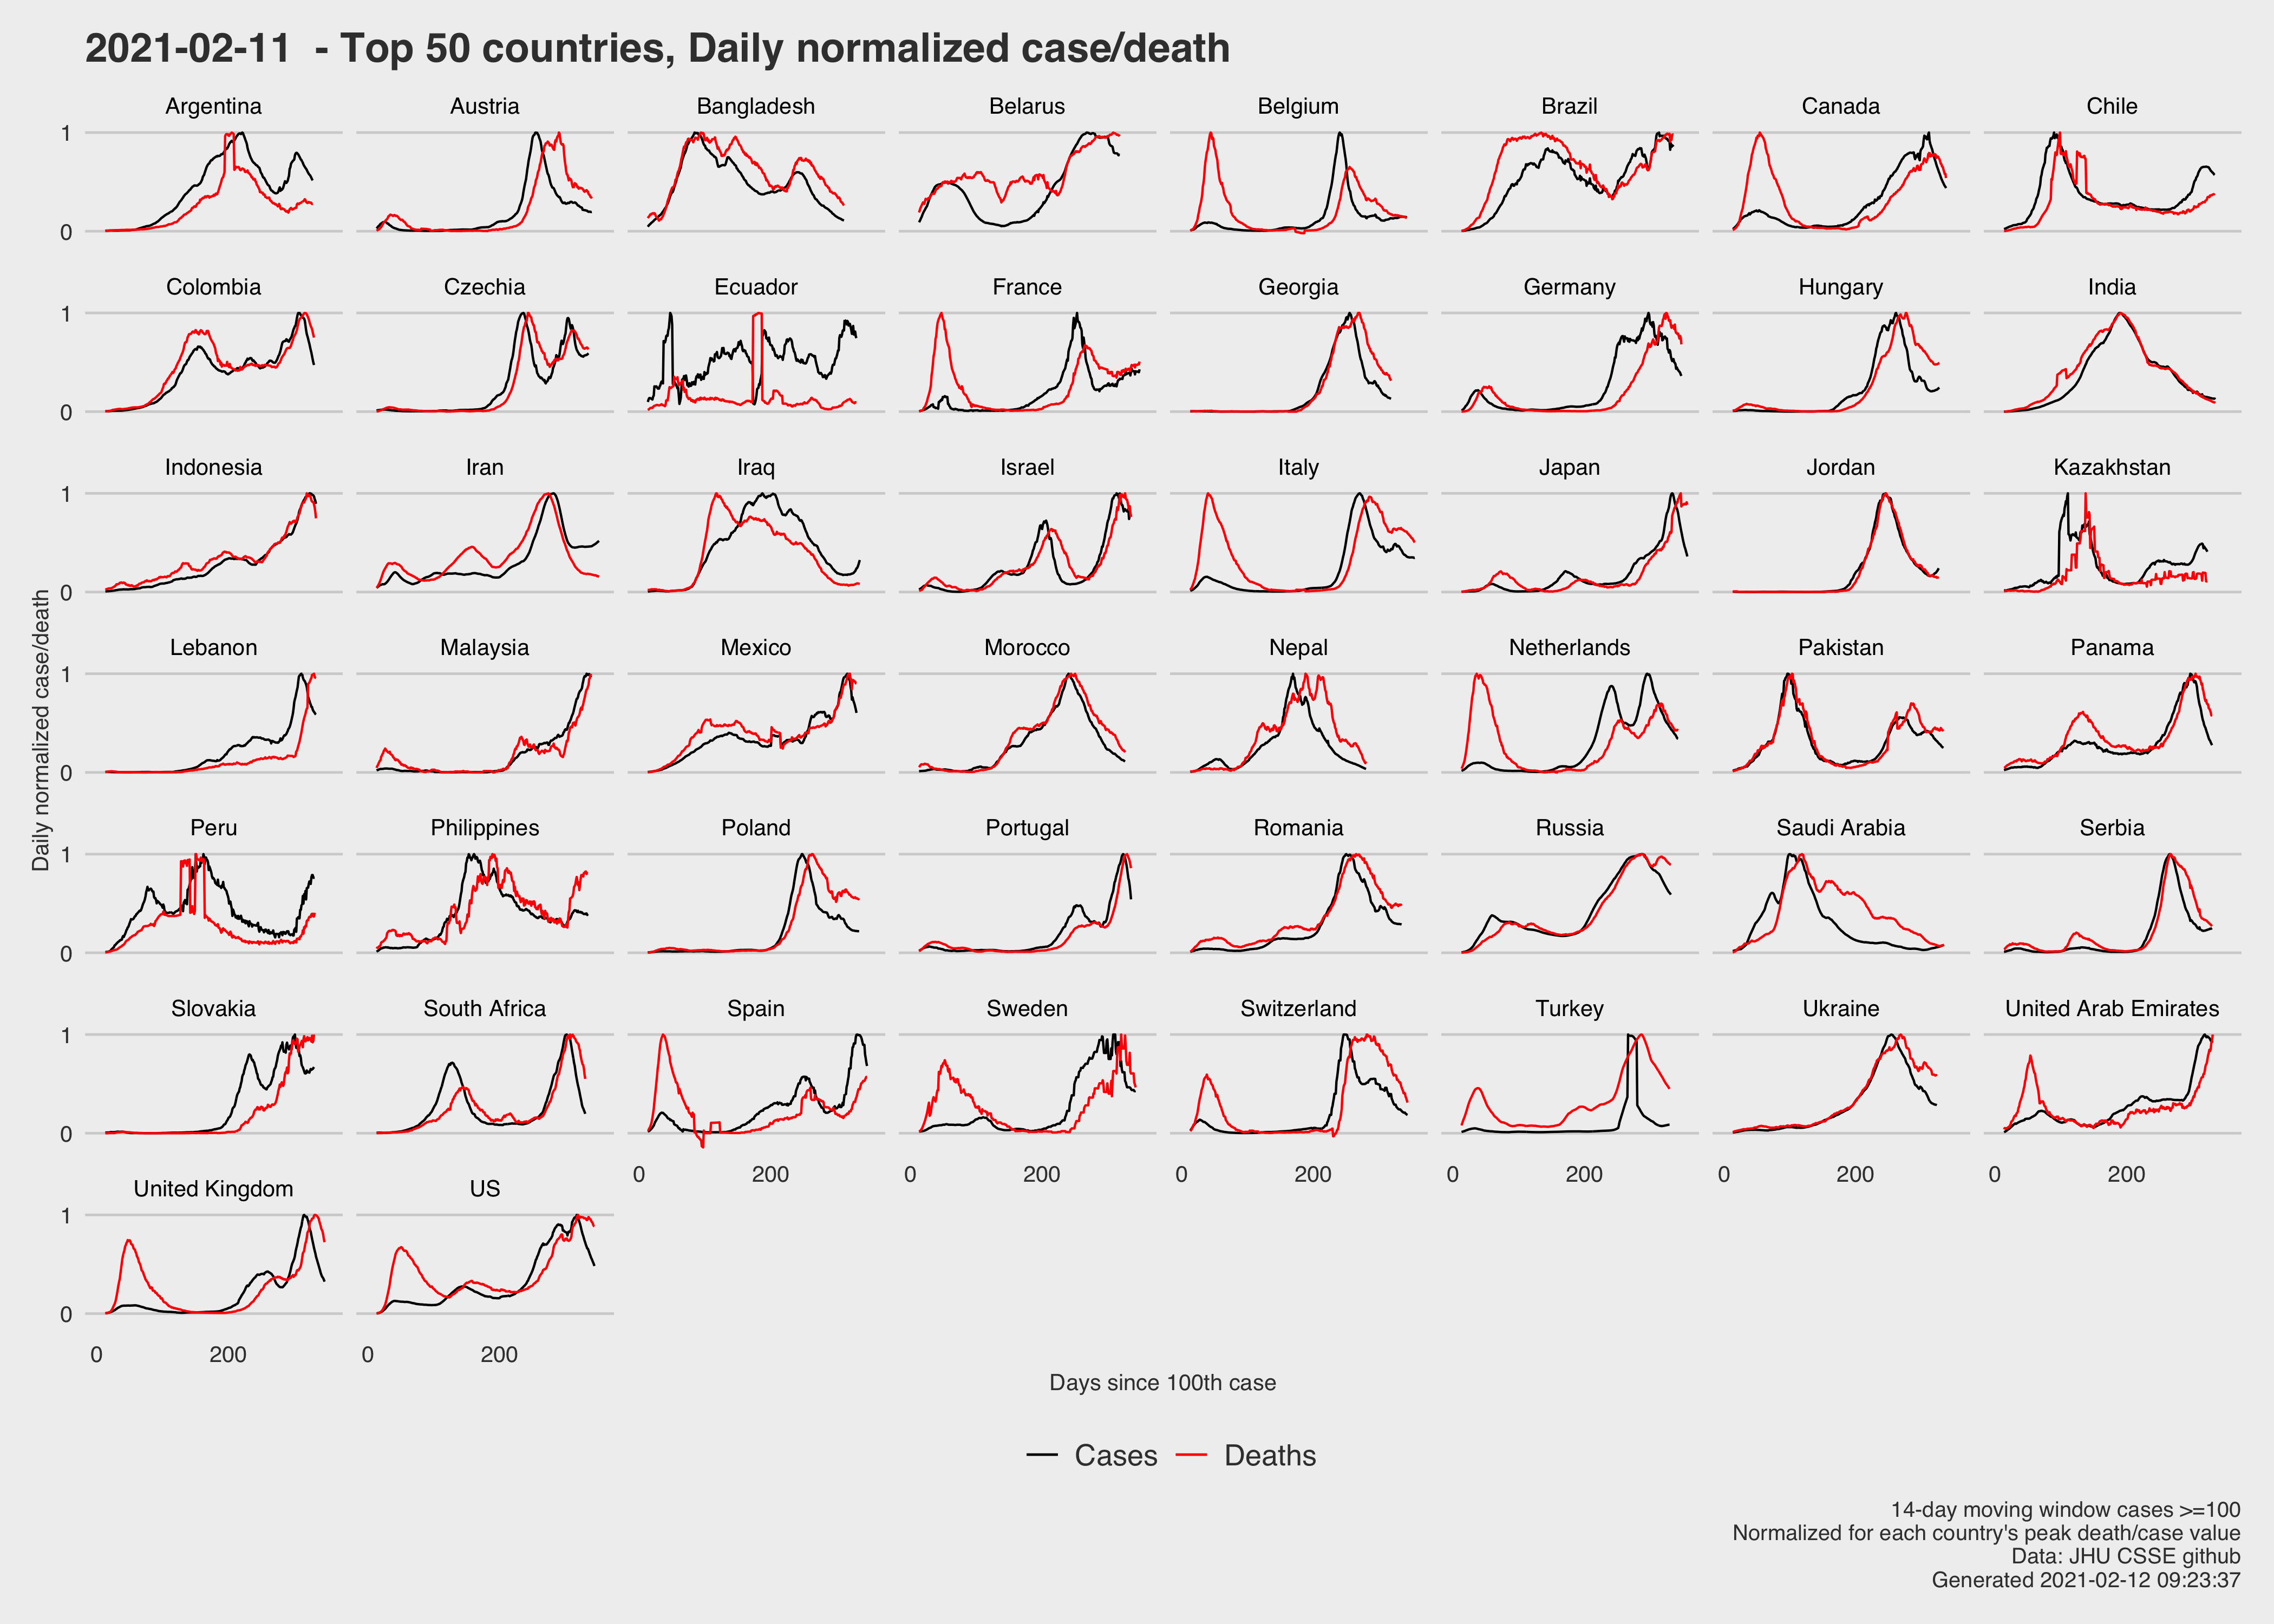 2021-02-11  - Top 50 countries, Daily normalized case/death
Argentina Austria Bangladesh Belarus Belgium Brazil Canada Chile
1
0
Colombia Czechia Ecuador France Georgia Germany Hungary India
1
0
Indonesia Iran Iraq Israel Italy Japan Jordan Kazakhstan
1
0
Daily normalized case/death
Lebanon Malaysia Mexico Morocco Nepal Netherlands Pakistan Panama
1
0
Peru Philippines Poland Portugal Romania Russia Saudi Arabia Serbia
1
0
Slovakia South Africa Spain Sweden Switzerland Turkey Ukraine United Arab Emirates
1
0
0 200 0 200 0 200 0 200 0 200 0 200
United Kingdom US
1
0
0 200 0 200
Days since 100th case
Cases Deaths
14-day moving window cases >=100
Normalized for each country's peak death/case value
Data: JHU CSSE github
Generated 2021-02-12 09:23:37